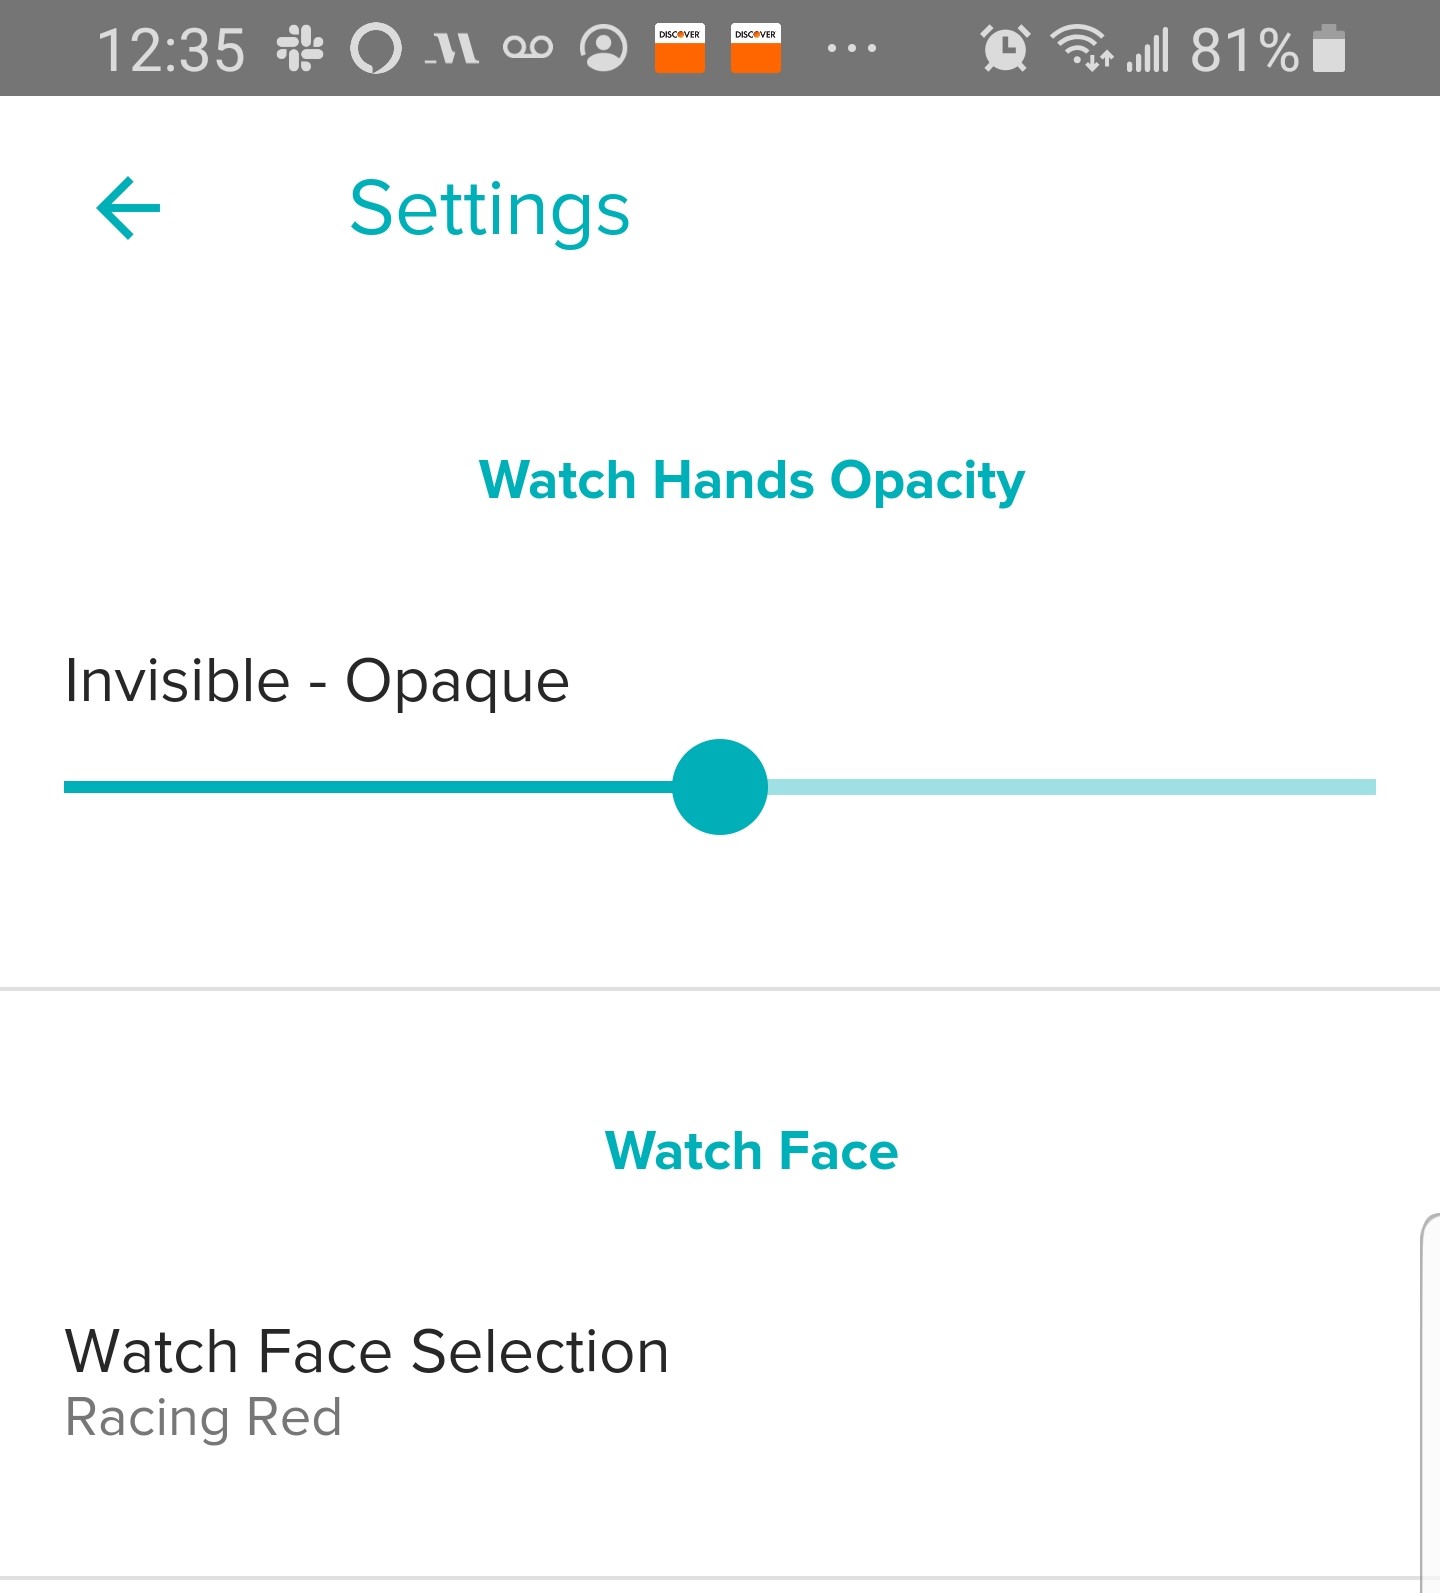 12:35 DISCOVER DISCOVER 81%
Settings
Watch Hands Opacity
Invisible - Opaque
Watch Face
Watch Face Selection
Racing Red